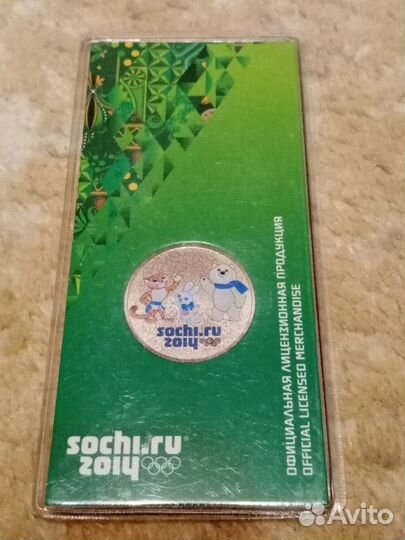 sochi.ru
2014
sochi.ru
2014
ОФИЦИАЛЬНАЯ ЛИЦЕНЗИОННАЯ ПРОДУКЦИЯ
OFFICIAL LICENSED MERCHANDISE
Avito